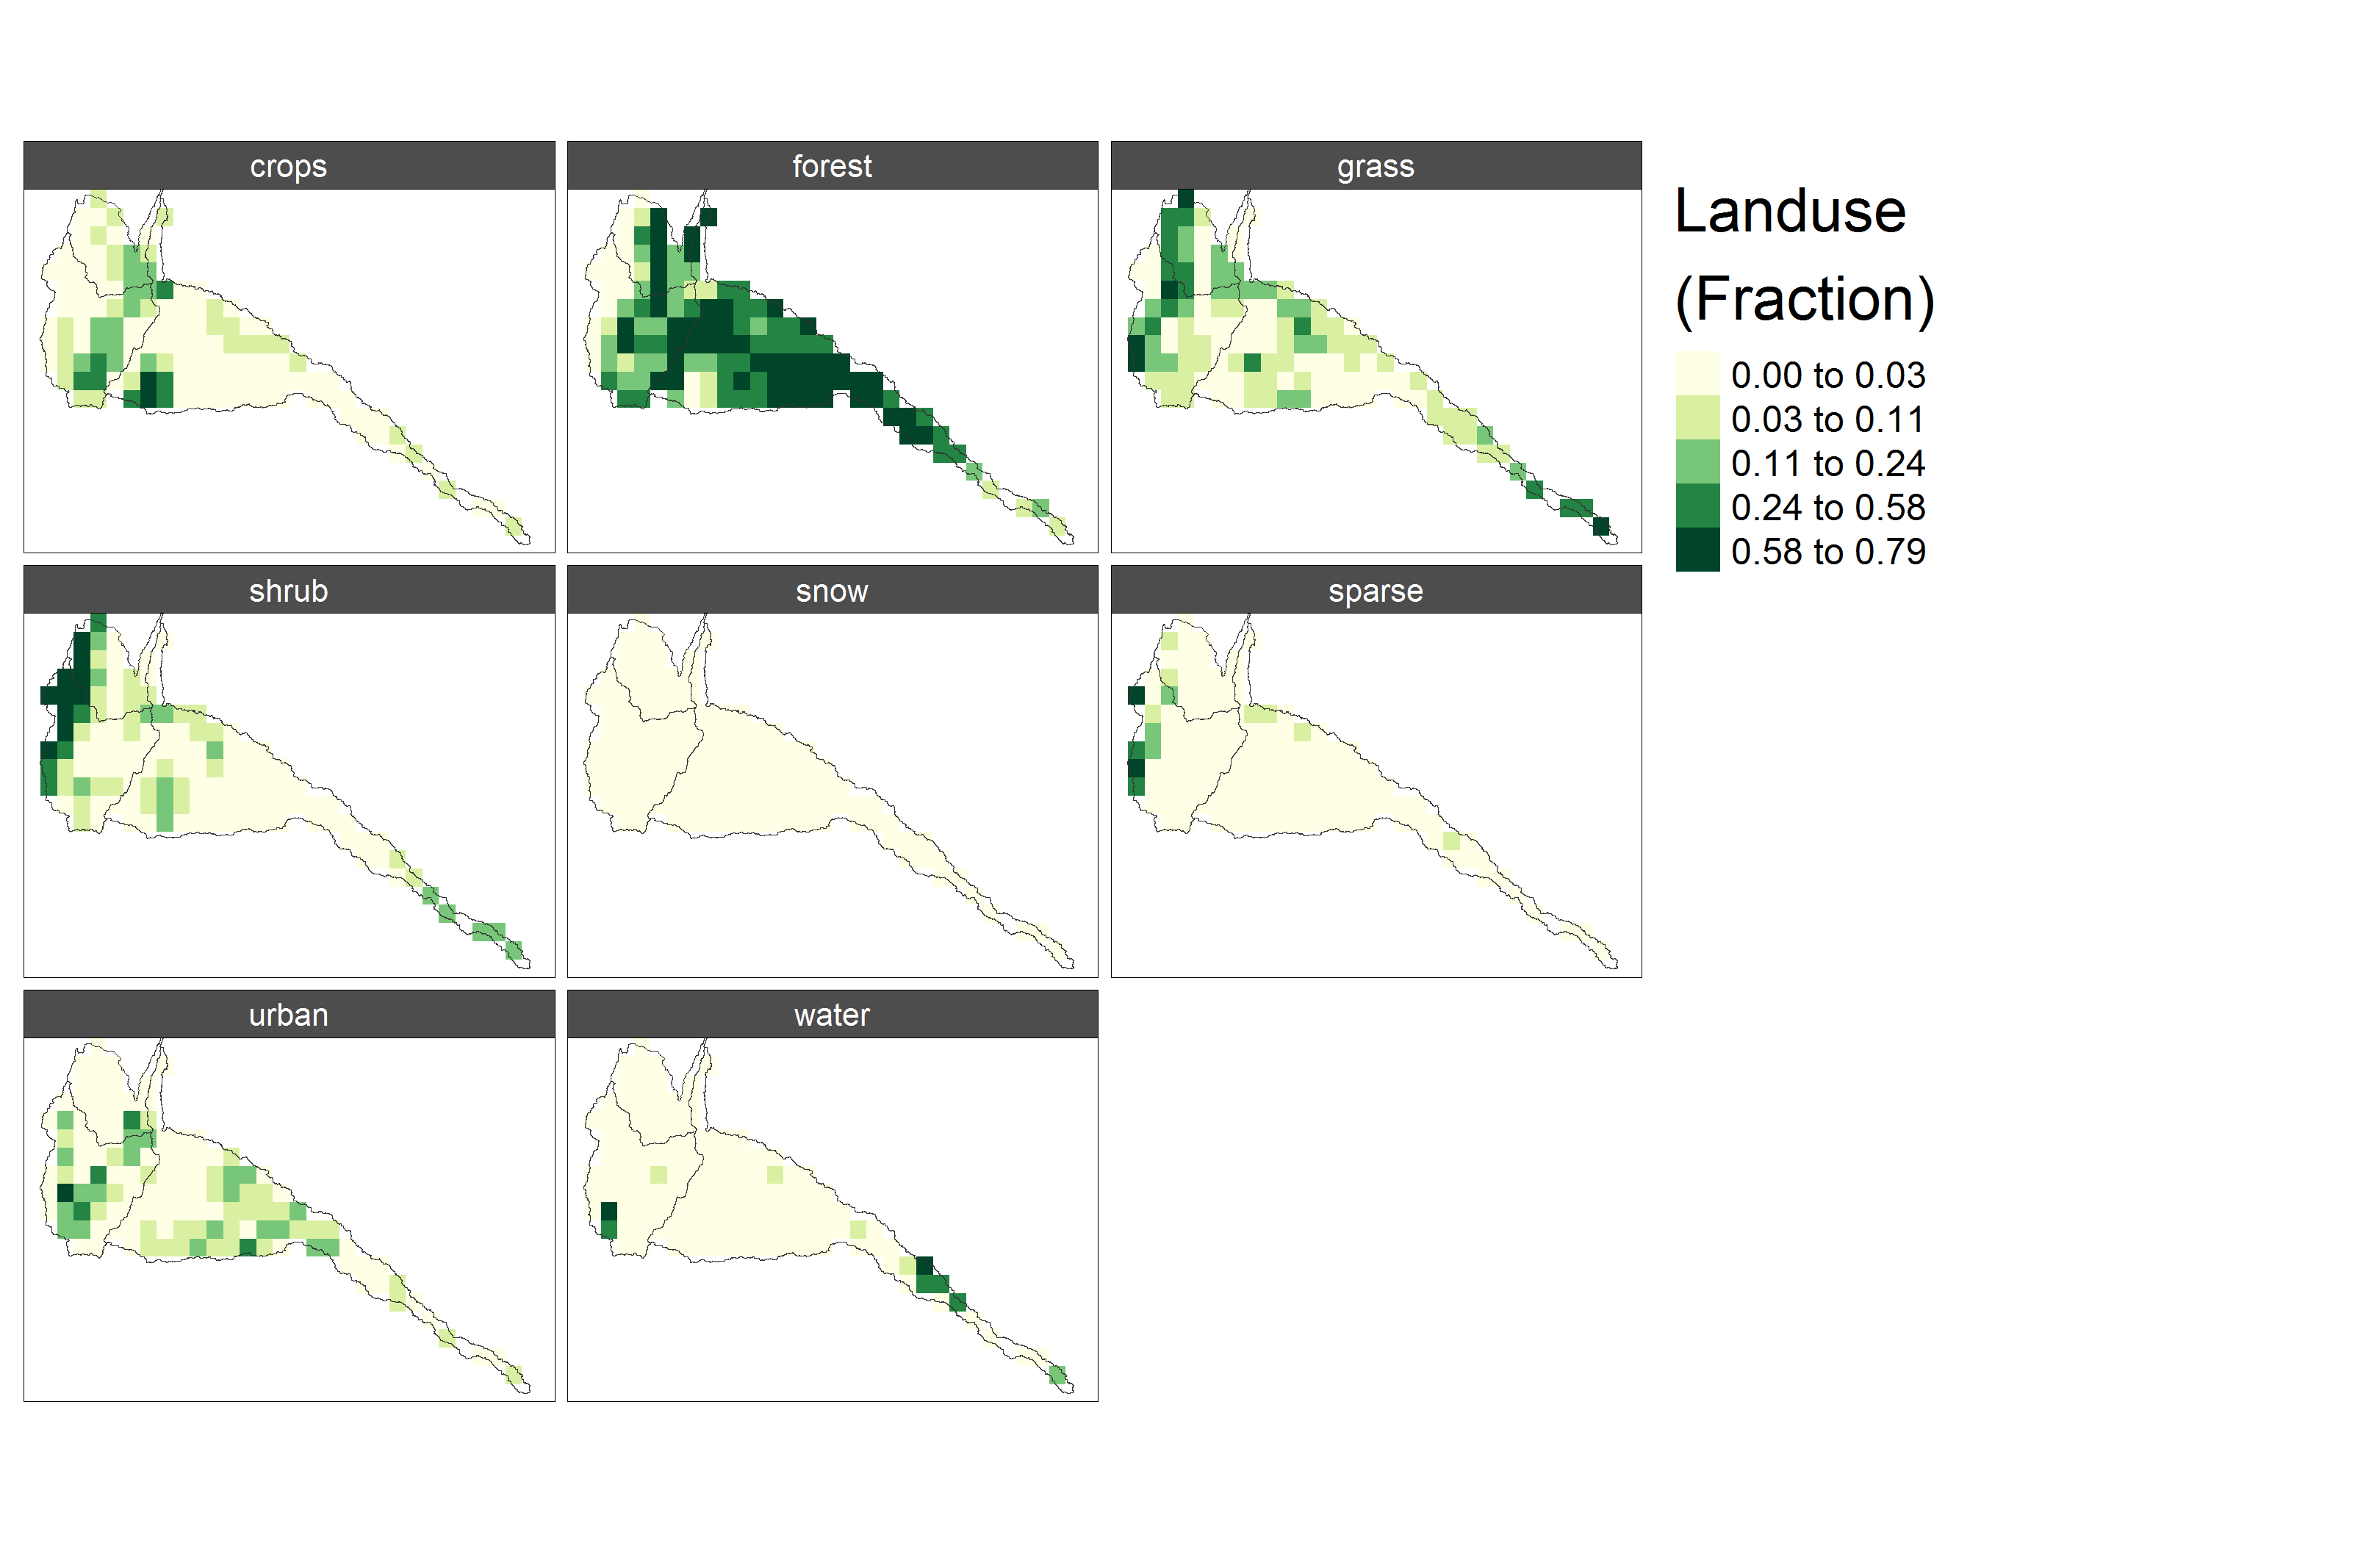 crops
forest
grass
Landuse
(Fraction)
0.00 to 0.03
0.03 to 0.11
0.11 to 0.24
0.24 to 0.58
0.58 to 0.79
shrub
snow
sparse
urban
water